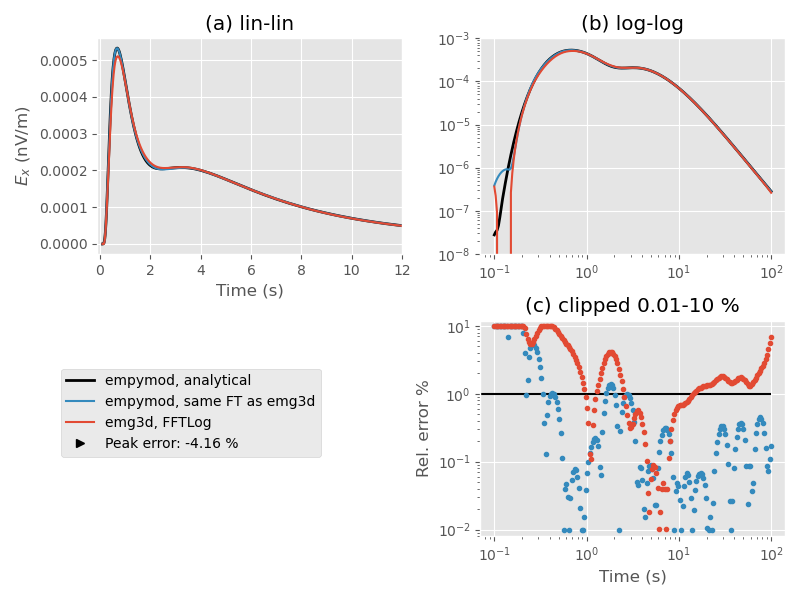 (a) lin-lin
0.0005
0.0004
0.0003
0.0002
0.0001
0.0000
Eₓ (nV/m)
0 2 4 6 8 10 12
Time (s)
(b) log-log
10⁻³
10⁻⁴
10⁻⁵
10⁻⁶
10⁻⁷
10⁻⁸
10⁻¹ 10⁰ 10¹ 10²
empymod, analytical
empymod, same FT as emg3d
emg3d, FFTLog
Peak error: -4.16 %
(c) clipped 0.01-10 %
10¹
10⁰
10⁻¹
10⁻²
Rel. error %
10⁻¹ 10⁰ 10¹ 10²
Time (s)